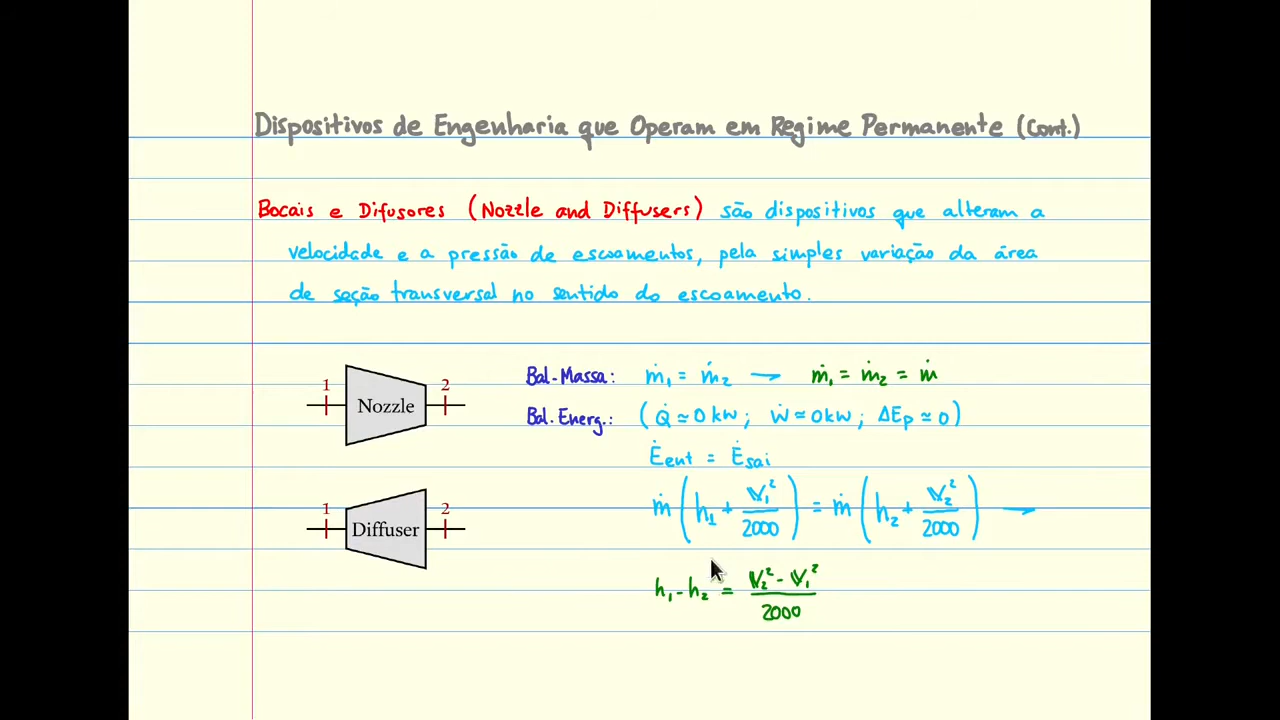 Dispositivos de Engenharia que Operam em Regime Permanente (Cont.)
Bocais e Difusores (Nozzle and Diffusers) são dispositivos que alteram a
velocidade e a pressão de escoamentos, pela simples variação da área
de seção transversal no sentido do escoamento.
1 Nozzle 2
Bal. Massa: ṁ₁ = ṁ₂ → ṁ₁ = ṁ₂ = ṁ
Bal. Energ.: (Q̇ ≃ 0 kW; Ẇ ≃ 0 kW; ΔEp ≃ 0)
Ėent = Ėsai
1 Diffuser 2
ṁ(h₁ + V₁²/2000) = ṁ(h₂ + V₂²/2000) →
h₁ - h₂ = (V₂² - V₁²)/2000